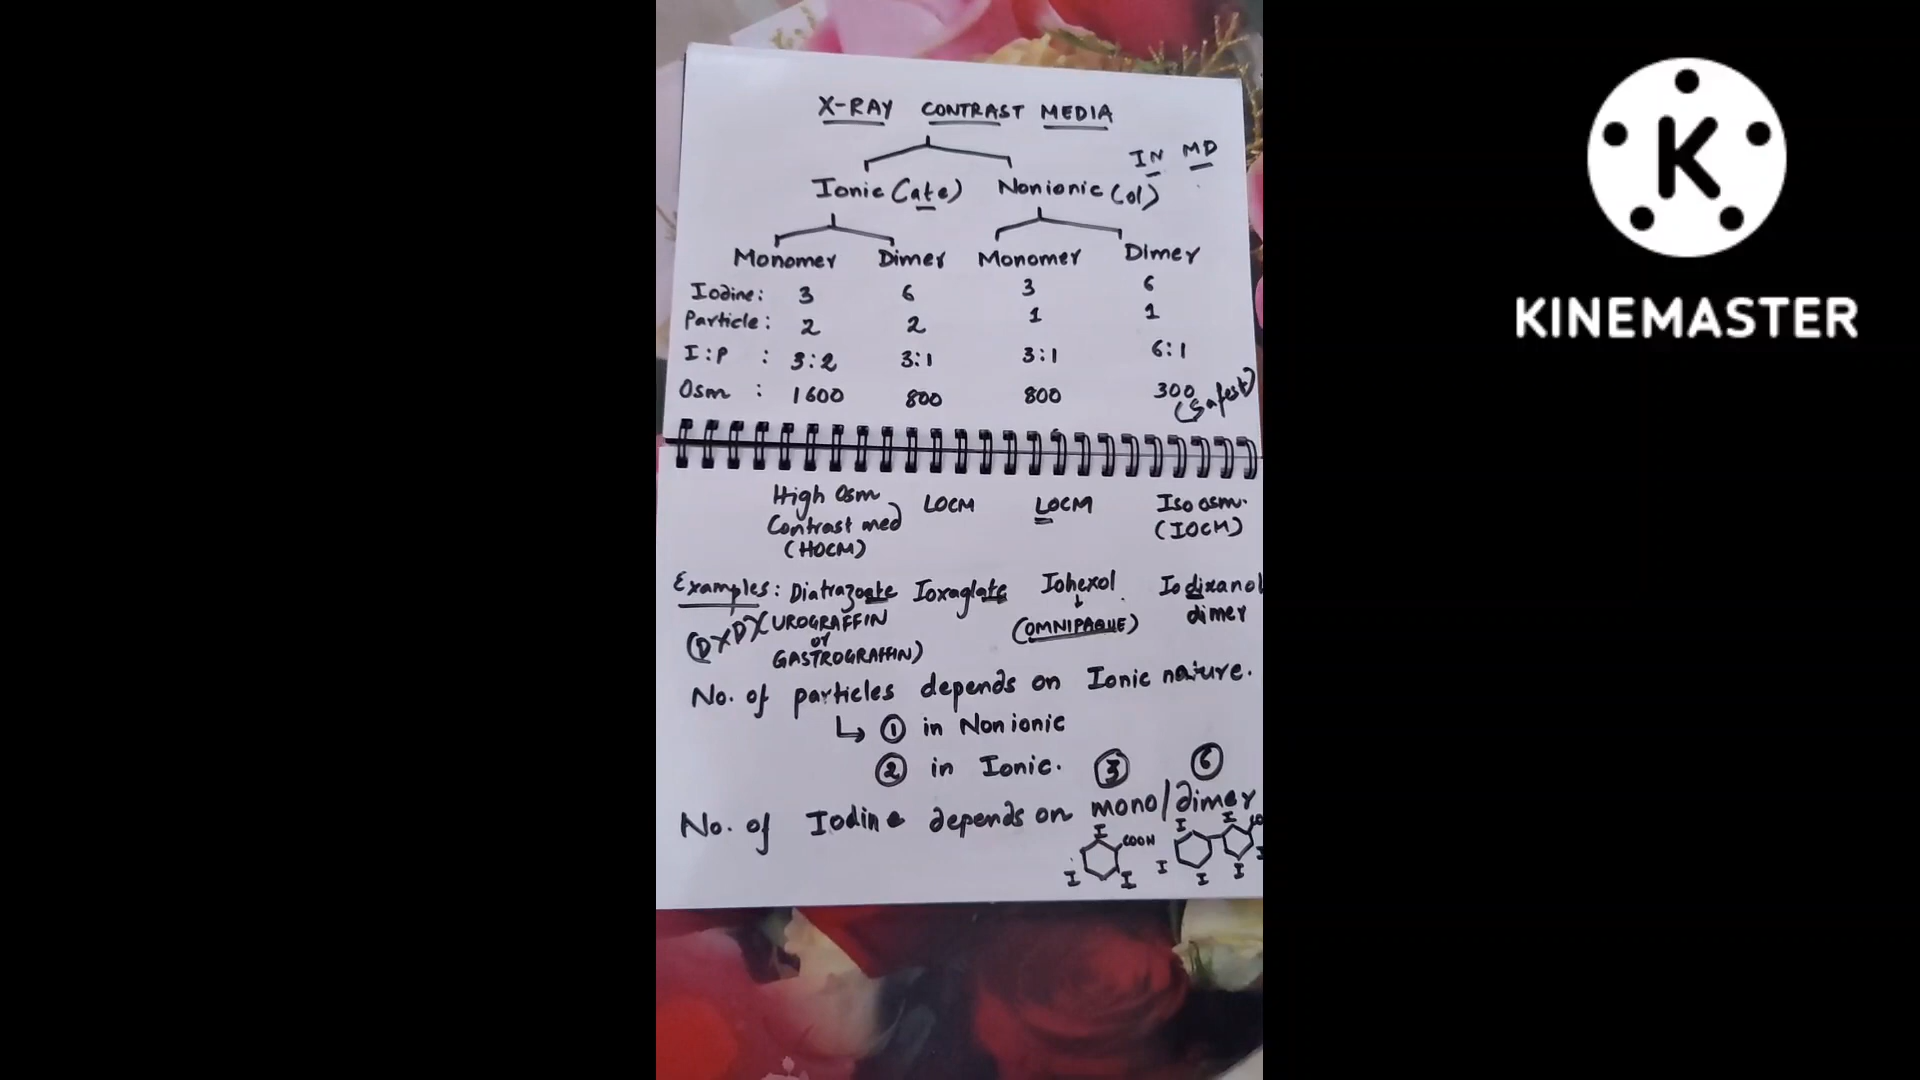 X-RAY CONTRAST MEDIA
IN MD
Ionic (ate) Nonionic (ol)
Monomer Dimer Monomer Dimer
Iodine: 3 6 3 6
Particle: 2 2 1 1
I:P : 3:2 3:1 3:1 6:1
Osm : 1600 800 800 300
(Safest)
High Osm LOCM LOCM Iso osm.
Contrast med (IOCM)
(HOCM)
Examples: Diatrazoate Ioxaglate Iohexol Iodixanol
UROGRAFFIN (OMNIPAQUE) dimer
or
GASTROGRAFFIN)
No. of particles depends on Ionic nature.
① in Nonionic
② in Ionic. ③ ⑥
No. of Iodine depends on mono/dimer
I I I
COOH
I I I I I
KINEMASTER